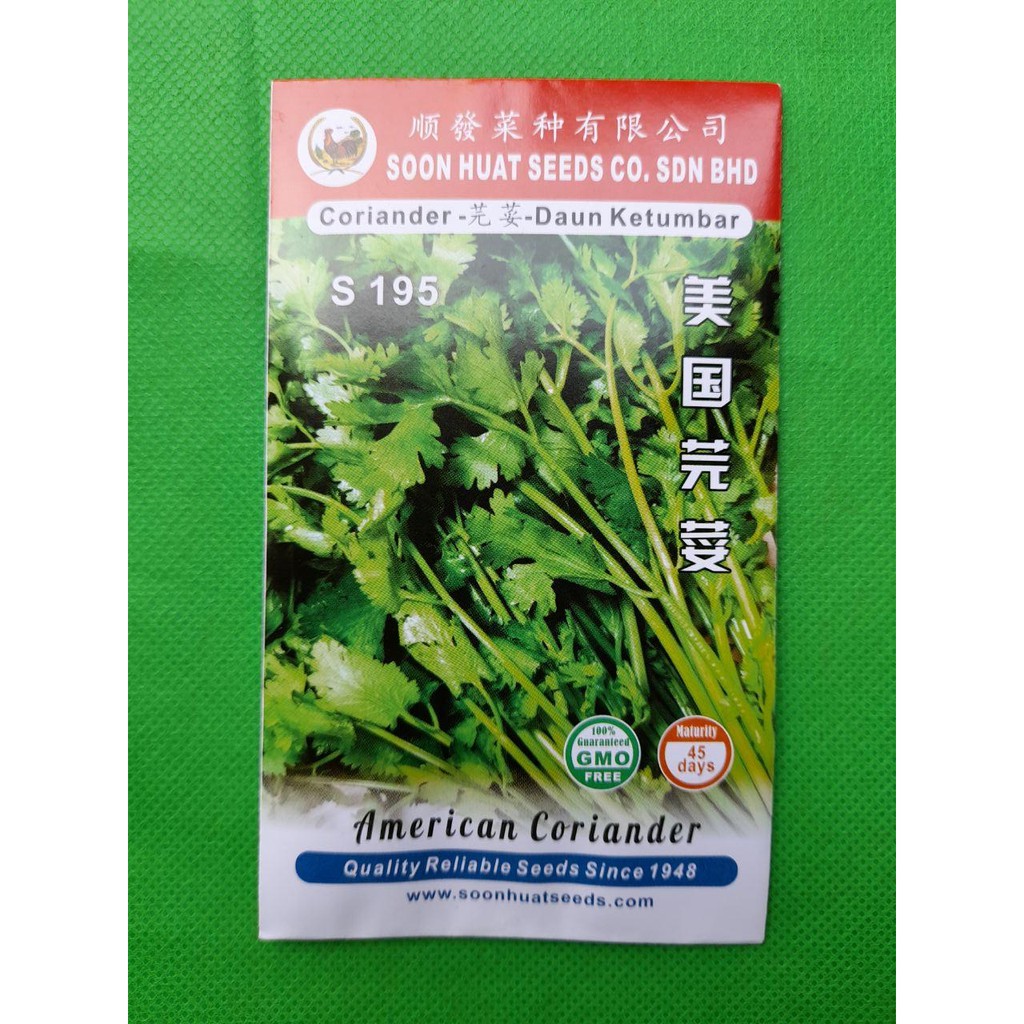 顺發菜种有限公司
SOON HUAT SEEDS CO. SDN BHD
Coriander -芫荽-Daun Ketumbar
S 195
美国芫荽
100%
Guaranteed
GMO
FREE
Maturity
45
days
American Coriander
Quality Reliable Seeds Since 1948
www.soonhuatseeds.com